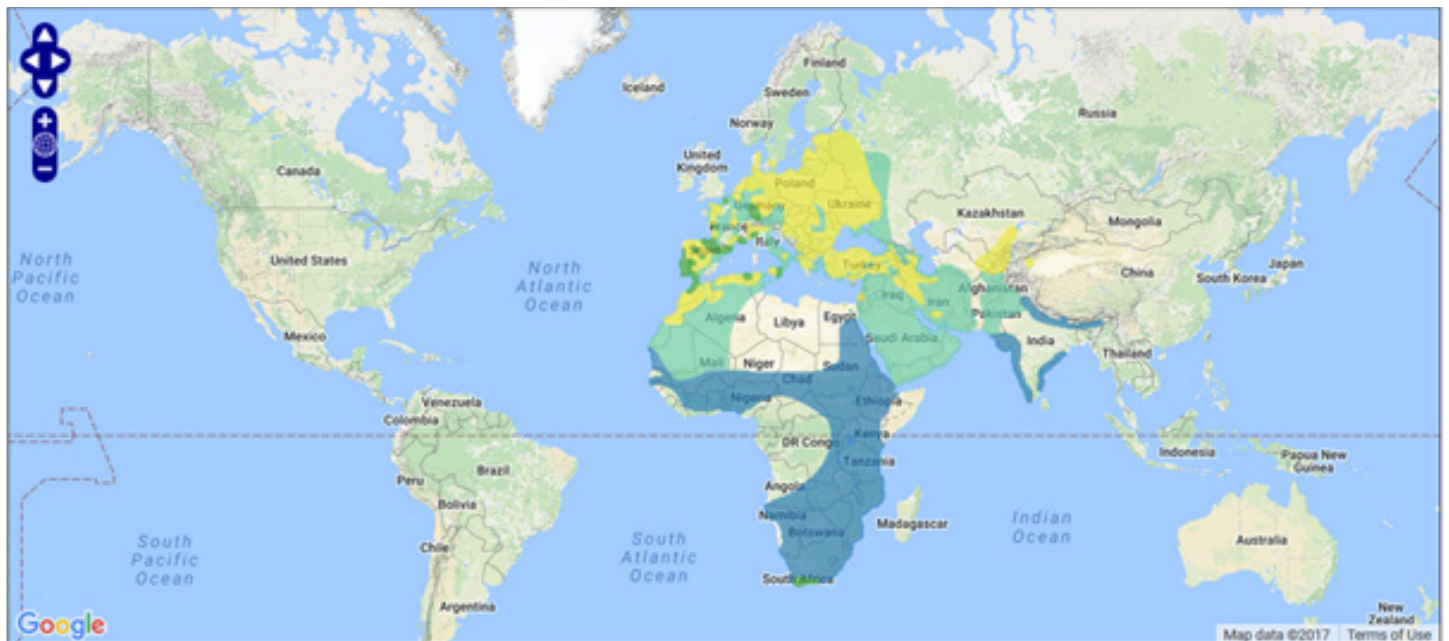 Finland
Iceland
Sweden
Russia
Norway
United
Kingdom
Canada
Poland
Germany
Ukraine
Kazakhstan
Mongolia
Italy
North
Pacific
Ocean
United States
North
Atlantic
Ocean
Turkey
China
Japan
South Korea
Iraq
Iran
Afghanistan
Pakistan
Algeria
Libya
Egypt
Saudi Arabia
India
Mexico
Mali
Niger
Sudan
Chad
Thailand
Nigeria
Ethiopia
Venezuela
Colombia
DR Congo
Kenya
Tanzania
Indonesia
Papua New
Guinea
Brazil
Peru
Angola
Bolivia
Namibia
Madagascar
Botswana
Indian
Ocean
South
Pacific
Ocean
Chile
South
Atlantic
Ocean
Australia
South Africa
Argentina
New
Zealand
Google
Map data ©2017
Terms of Use